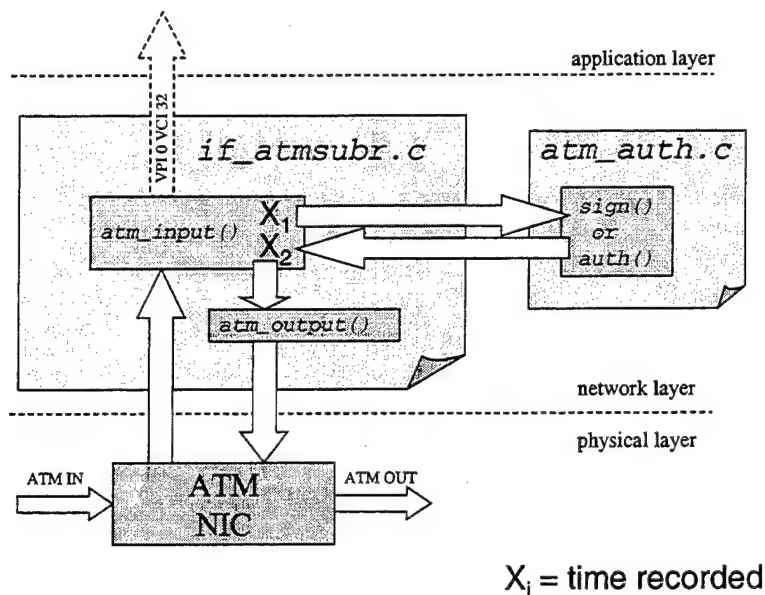 application layer
VPI 0 VCI 32
if_atmsubr.c
atm_auth.c
atm_input()
X1
X2
sign()
or
auth()
atm_output()
network layer
physical layer
ATM IN
ATM
NIC
ATM OUT
Xi = time recorded